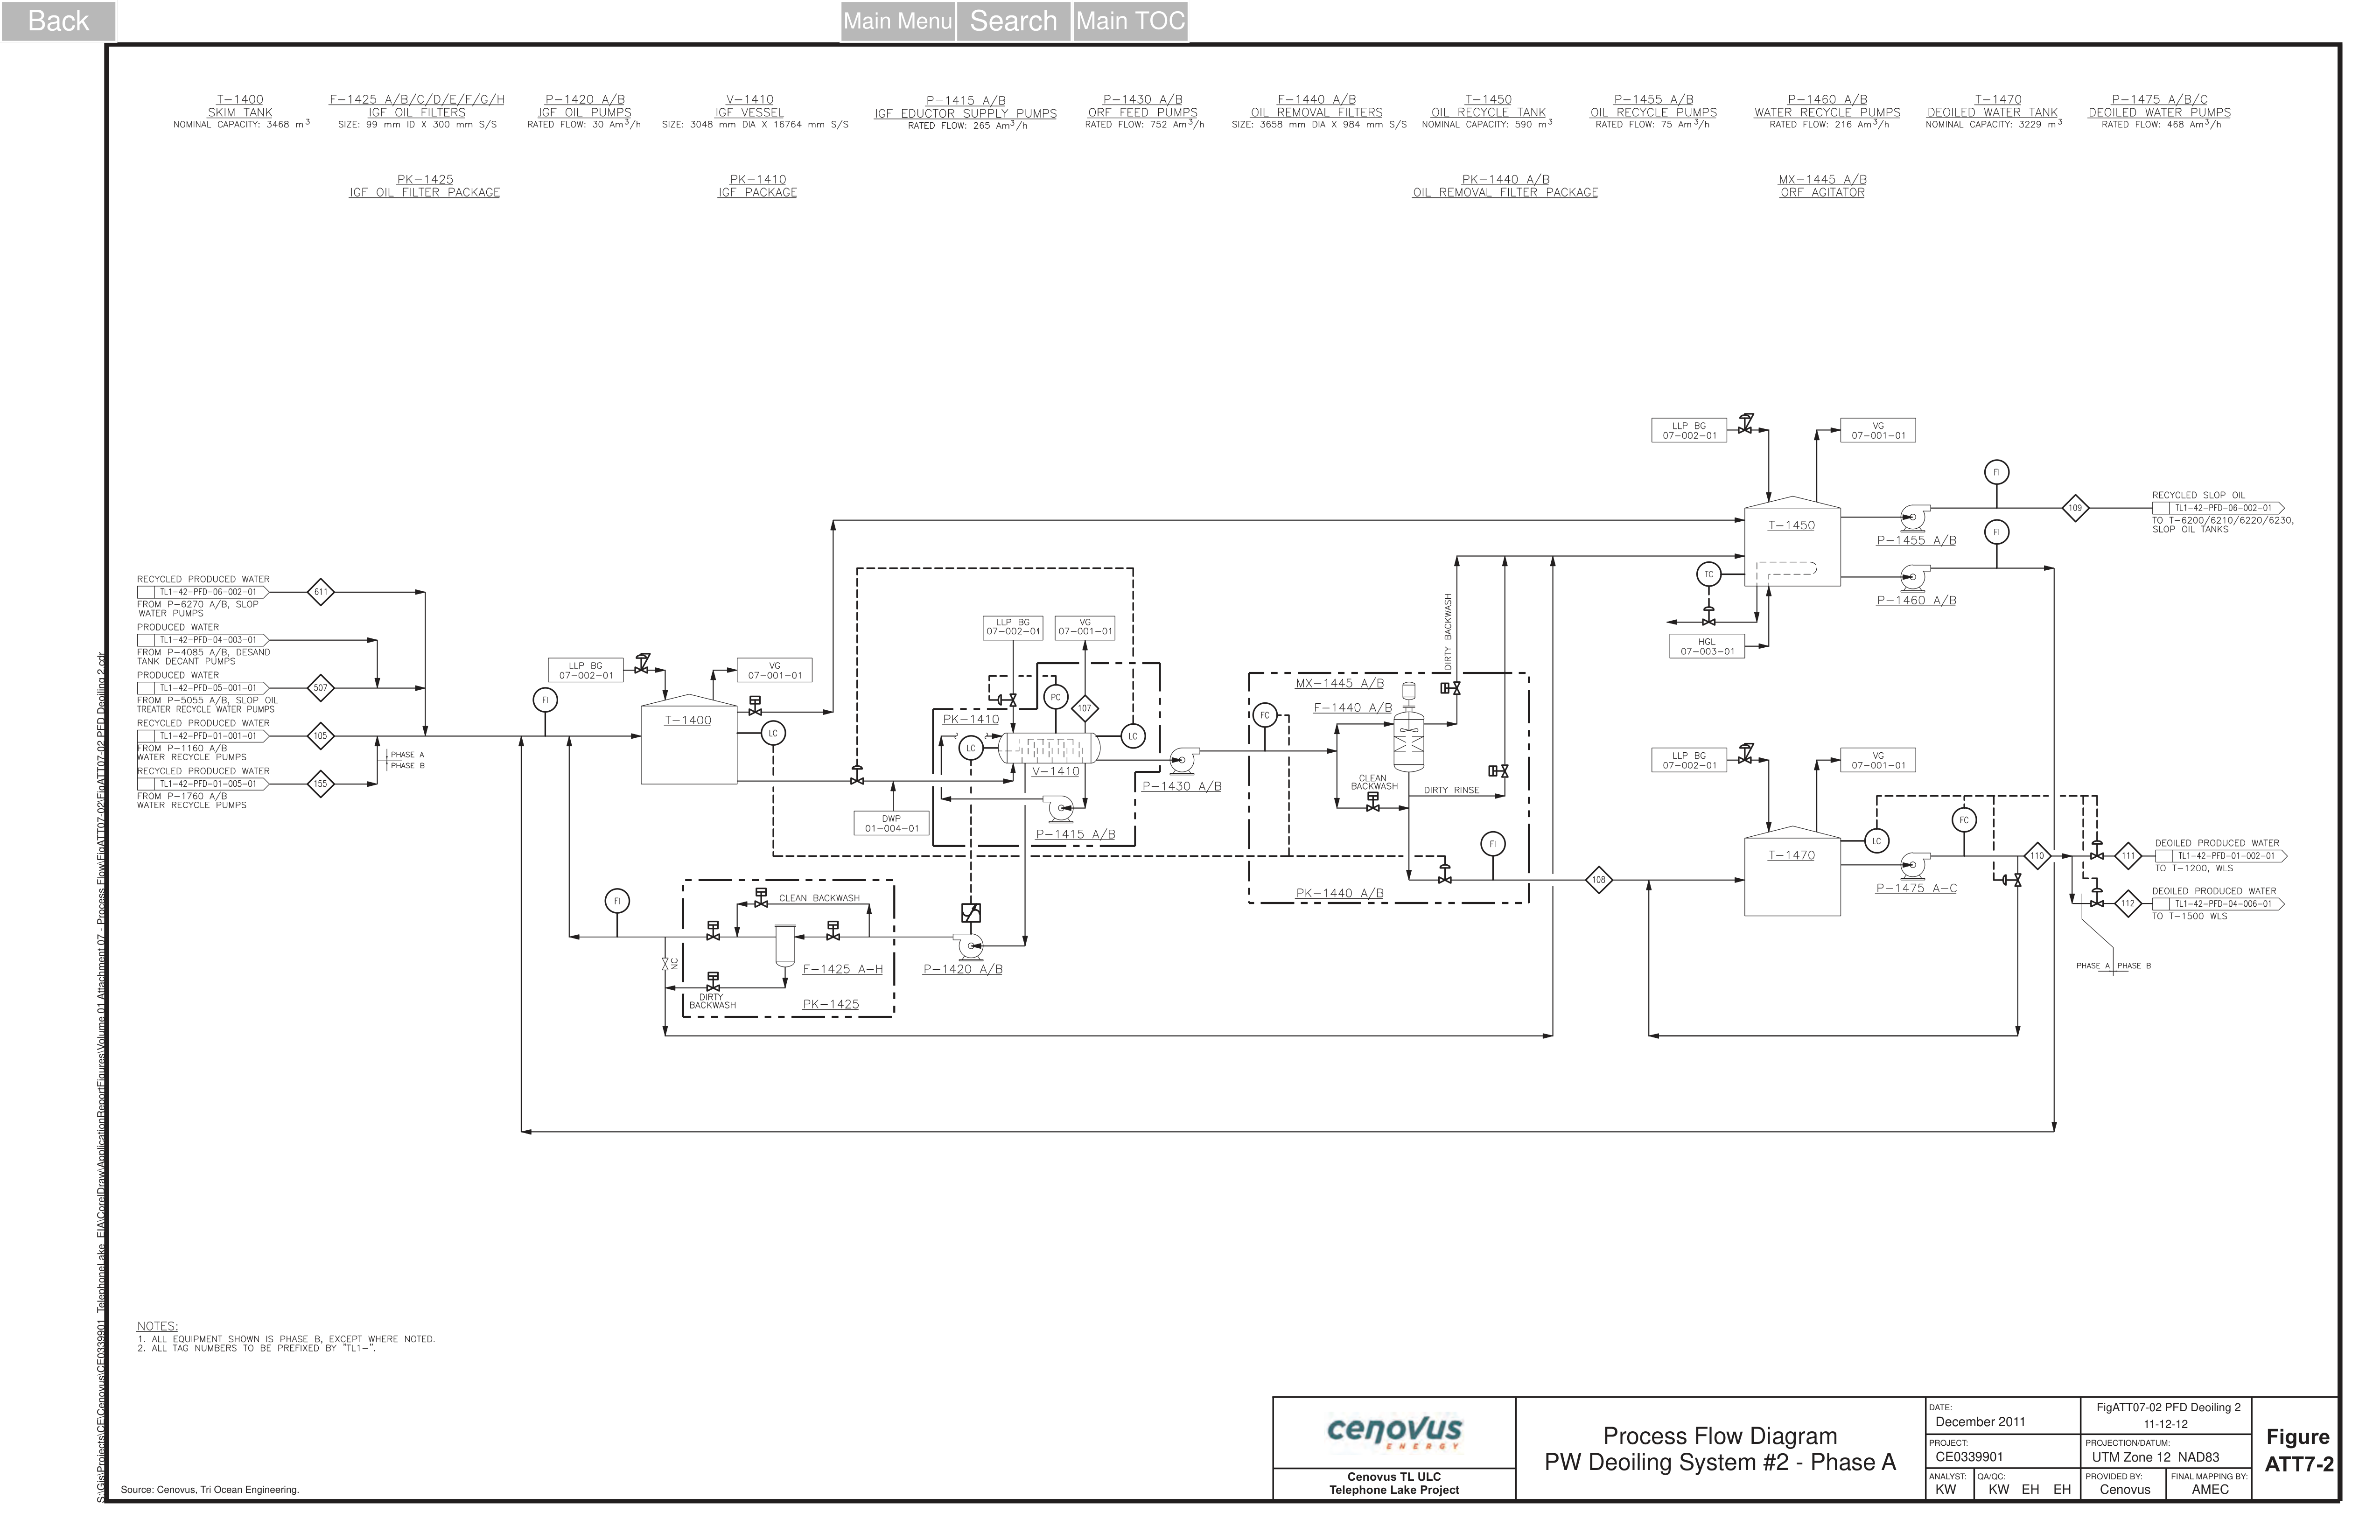 Back
Main Menu
Search
Main TOC
T-1400
SKIM TANK
NOMINAL CAPACITY: 3468 m3
F-1425 A/B/C/D/E/F/G/H
IGF OIL FILTERS
SIZE: 99 mm ID X 300 mm S/S
P-1420 A/B
IGF OIL PUMPS
RATED FLOW: 30 Am3/h
V-1410
IGF VESSEL
SIZE: 3048 mm DIA X 16764 mm S/S
P-1415 A/B
IGF EDUCTOR SUPPLY PUMPS
RATED FLOW: 265 Am3/h
P-1430 A/B
ORF FEED PUMPS
RATED FLOW: 752 Am3/h
F-1440 A/B
OIL REMOVAL FILTERS
SIZE: 3658 mm DIA X 984 mm S/S
T-1450
OIL RECYCLE TANK
NOMINAL CAPACITY: 590 m3
P-1455 A/B
OIL RECYCLE PUMPS
RATED FLOW: 75 Am3/h
P-1460 A/B
WATER RECYCLE PUMPS
RATED FLOW: 216 Am3/h
T-1470
DEOILED WATER TANK
NOMINAL CAPACITY: 3229 m3
P-1475 A/B/C
DEOILED WATER PUMPS
RATED FLOW: 468 Am3/h
PK-1425
IGF OIL FILTER PACKAGE
PK-1410
IGF PACKAGE
PK-1440 A/B
OIL REMOVAL FILTER PACKAGE
MX-1445 A/B
ORF AGITATOR
LLP BG
07-002-01
VG
07-001-01
FI
T-1450
P-1455 A/B
109
RECYCLED SLOP OIL
TL1-42-PFD-06-002-01
TO T-6200/6210/6220/6230,
SLOP OIL TANKS
FI
P-1460 A/B
TC
HGL
07-003-01
RECYCLED PRODUCED WATER
TL1-42-PFD-06-002-01
611
FROM P-6270 A/B, SLOP
WATER PUMPS
PRODUCED WATER
TL1-42-PFD-04-003-01
FROM P-4085 A/B, DESAND
TANK DECANT PUMPS
PRODUCED WATER
TL1-42-PFD-05-001-01
507
FROM P-5055 A/B, SLOP OIL
TREATER RECYCLE WATER PUMPS
RECYCLED PRODUCED WATER
TL1-42-PFD-01-001-01
105
FROM P-1160 A/B
WATER RECYCLE PUMPS
PHASE A
PHASE B
RECYCLED PRODUCED WATER
TL1-42-PFD-01-005-01
155
FROM P-1760 A/B
WATER RECYCLE PUMPS
FI
LLP BG
07-002-01
VG
07-001-01
T-1400
LC
DWP
01-004-01
LLP BG
07-002-01
VG
07-001-01
PC
107
PK-1410
LC
LC
V-1410
P-1415 A/B
P-1430 A/B
DIRTY BACKWASH
MX-1445 A/B
F-1440 A/B
FC
CLEAN
BACKWASH
DIRTY RINSE
FI
PK-1440 A/B
108
LLP BG
07-002-01
VG
07-001-01
T-1470
LC
FC
P-1475 A-C
110
111
DEOILED PRODUCED WATER
TL1-42-PFD-01-002-01
TO T-1200, WLS
112
DEOILED PRODUCED WATER
TL1-42-PFD-04-006-01
TO T-1500 WLS
PHASE A
PHASE B
FI
CLEAN BACKWASH
NC
F-1425 A-H
P-1420 A/B
DIRTY
BACKWASH
PK-1425
NOTES:
1. ALL EQUIPMENT SHOWN IS PHASE B, EXCEPT WHERE NOTED.
2. ALL TAG NUMBERS TO BE PREFIXED BY "TL1-".
S:\Gis\Projects\CE\Cenovus\CE0339901_TelephoneLake_EIA\CorelDraw\ApplicationReportFigures\Volume 01 Attachment 07 - Process Flow\FigATT07-02\FigATT07-02 PFD Deoiling 2.cdr
Source: Cenovus, Tri Ocean Engineering.
cenovus
ENERGY
Cenovus TL ULC
Telephone Lake Project
Process Flow Diagram
PW Deoiling System #2 - Phase A
DATE:
December 2011
FigATT07-02 PFD Deoiling 2
11-12-12
PROJECT:
CE0339901
PROJECTION/DATUM:
UTM Zone 12 NAD83
ANALYST:
KW
QA/QC:
KW EH EH
PROVIDED BY:
Cenovus
FINAL MAPPING BY:
AMEC
Figure
ATT7-2